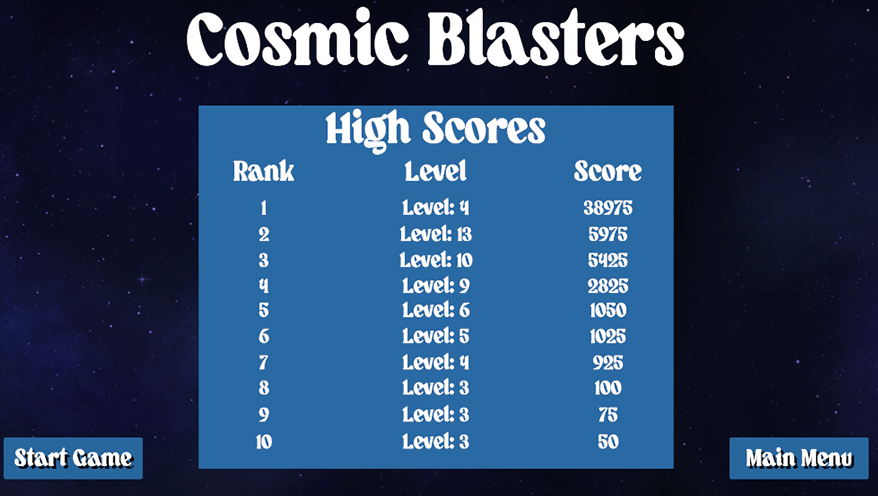 Cosmic Blasters
High Scores
Rank Level Score
1 Level: 4 38975
2 Level: 13 5975
3 Level: 10 5425
4 Level: 9 2825
5 Level: 6 1050
6 Level: 5 1025
7 Level: 4 925
8 Level: 3 100
9 Level: 3 75
10 Level: 3 50
Start Game Main Menu